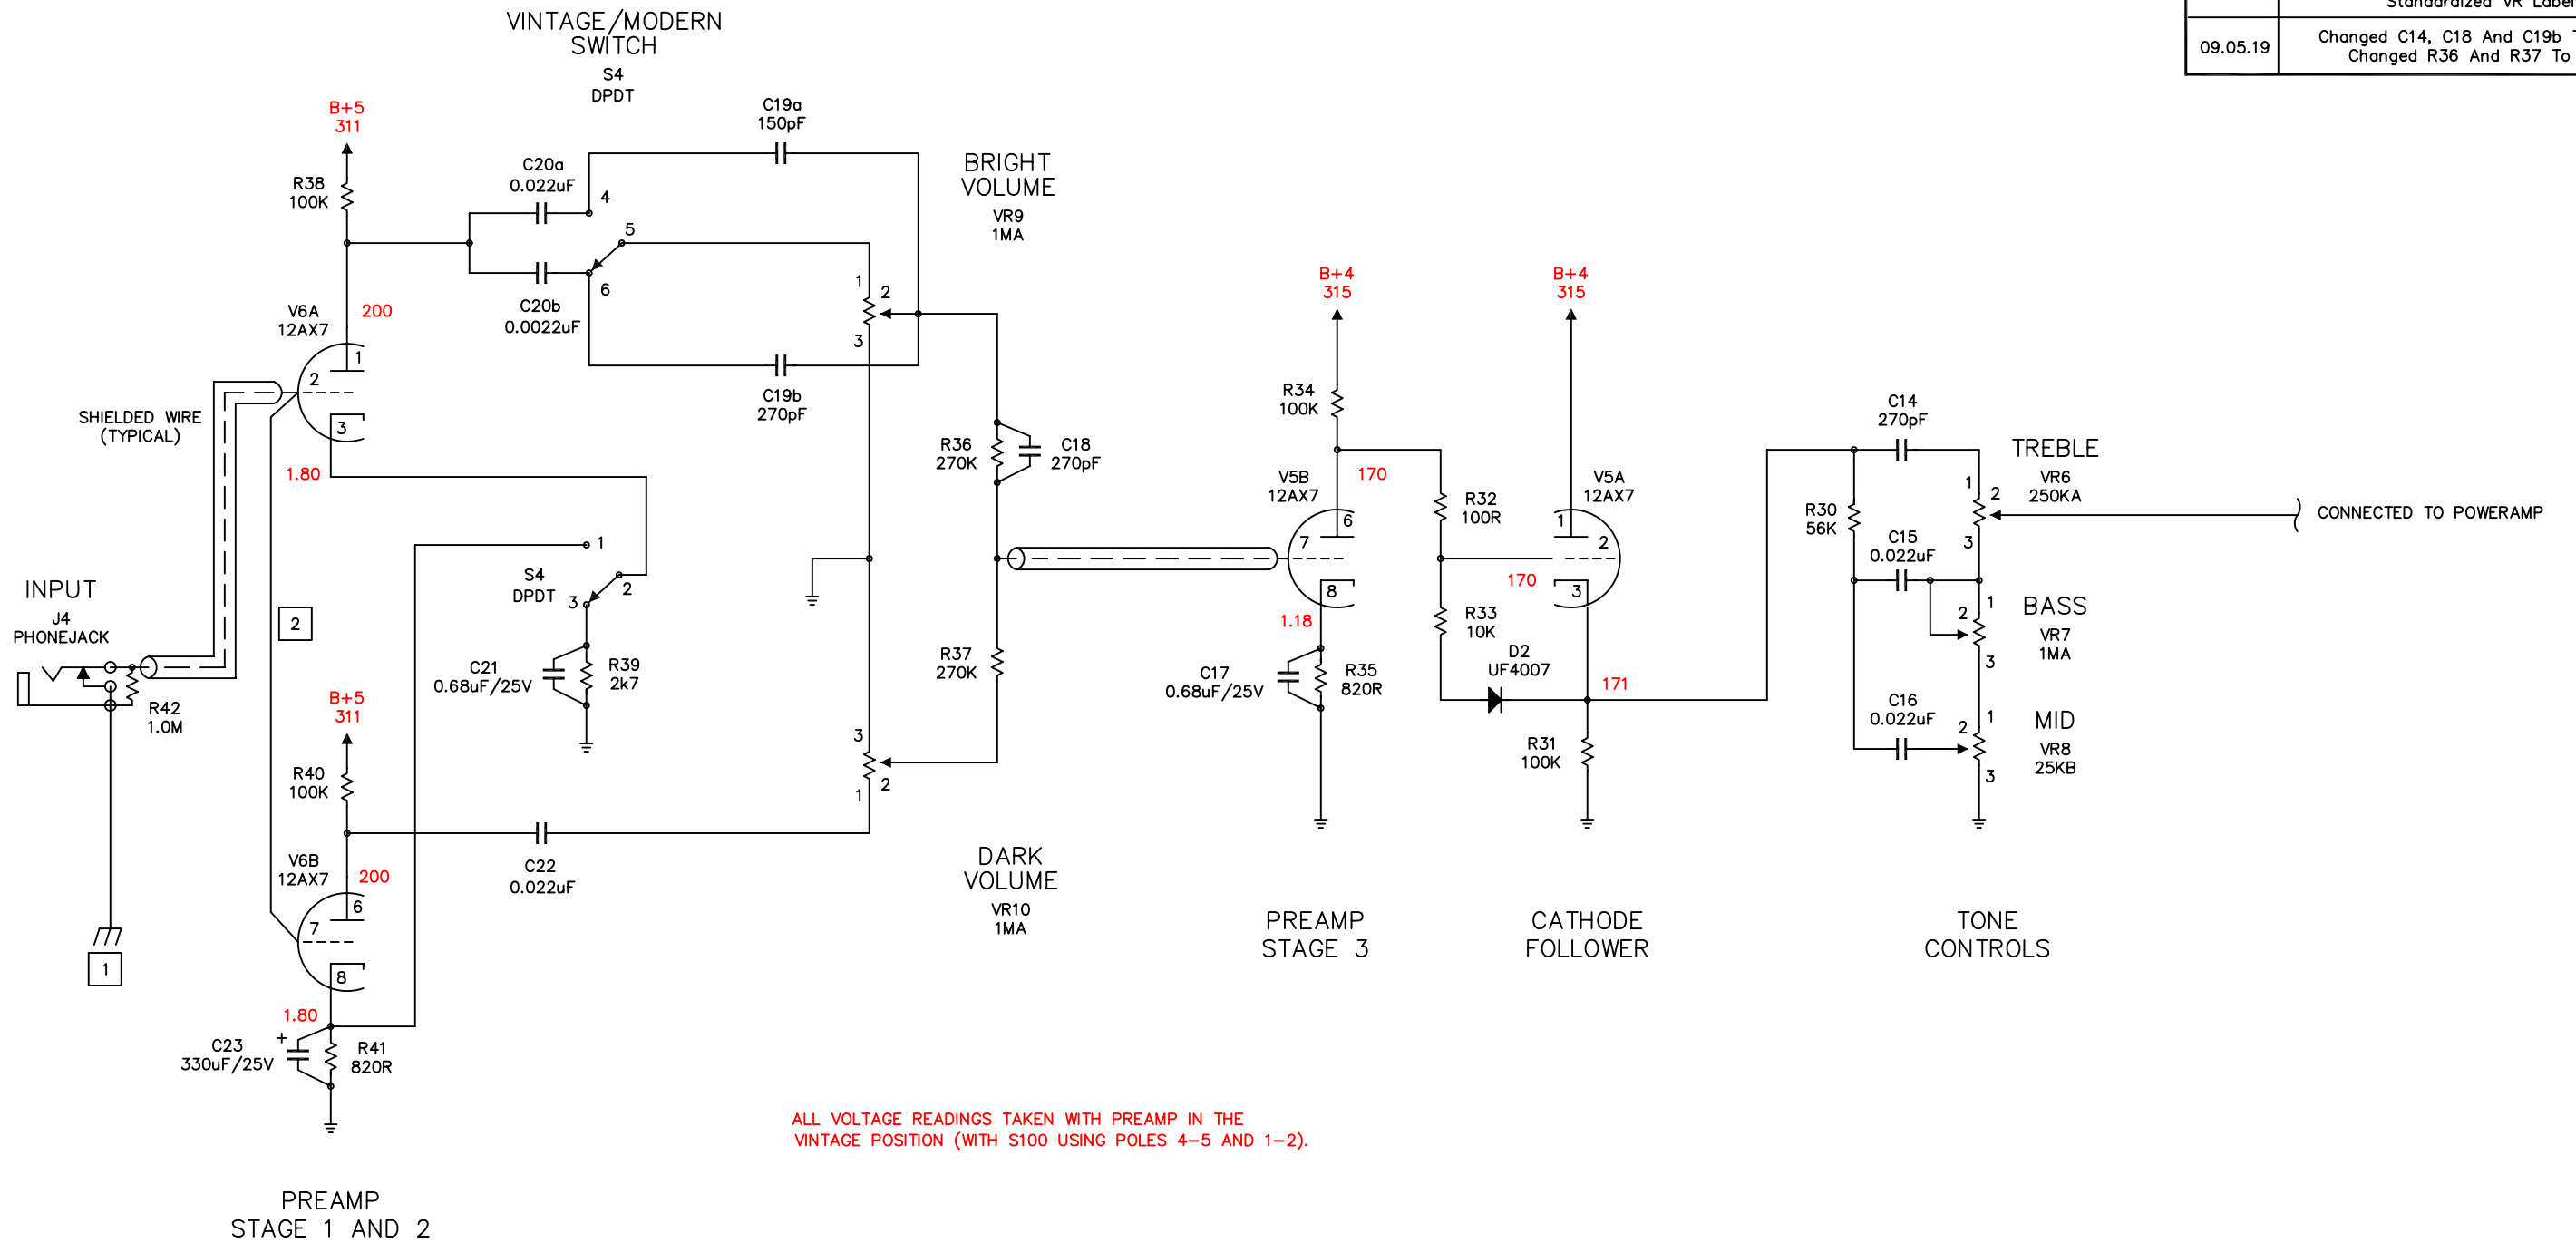 Standardized VR Label
09.05.19
Changed C14, C18 And C19b
Changed R36 And R37 To
VINTAGE/MODERN
SWITCH
S4
DPDT
B+5
311
R38
100K
C20a
0.022uF
4
5
6
C20b
0.0022uF
C19a
150pF
C19b
270pF
BRIGHT
VOLUME
VR9
1MA
1
2
3
V6A
12AX7
200
1
2
3
1.80
SHIELDED WIRE
(TYPICAL)
INPUT
J4
PHONEJACK
R42
1.0M
1
2
S4
DPDT
1
2
3
C21
0.68uF/25V
R39
2k7
B+5
311
R40
100K
V6B
12AX7
200
6
7
8
1.80
+
C23
330uF/25V
R41
820R
C22
0.022uF
3
2
1
DARK
VOLUME
VR10
1MA
R36
270K
C18
270pF
R37
270K
B+4
315
R34
100K
V5B
12AX7
170
6
7
8
1.18
C17
0.68uF/25V
R35
820R
R32
100R
R33
10K
170
D2
UF4007
B+4
315
V5A
12AX7
1
2
3
171
R31
100K
C14
270pF
R30
56K
C15
0.022uF
C16
0.022uF
TREBLE
VR6
250KA
1
2
3
CONNECTED TO POWERAMP
BASS
VR7
1MA
1
2
3
MID
VR8
25KB
1
2
3
PREAMP
STAGE 3
CATHODE
FOLLOWER
TONE
CONTROLS
ALL VOLTAGE READINGS TAKEN WITH PREAMP IN THE
VINTAGE POSITION (WITH S100 USING POLES 4-5 AND 1-2).
PREAMP
STAGE 1 AND 2